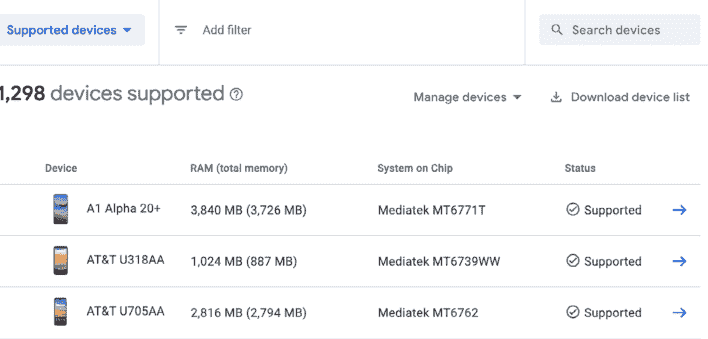 Supported devices Add filter Search devices
1,298 devices supported Manage devices Download device list
Device RAM (total memory) System on Chip Status
A1 Alpha 20+ 3,840 MB (3,726 MB) Mediatek MT6771T Supported
AT&T U318AA 1,024 MB (887 MB) Mediatek MT6739WW Supported
AT&T U705AA 2,816 MB (2,794 MB) Mediatek MT6762 Supported